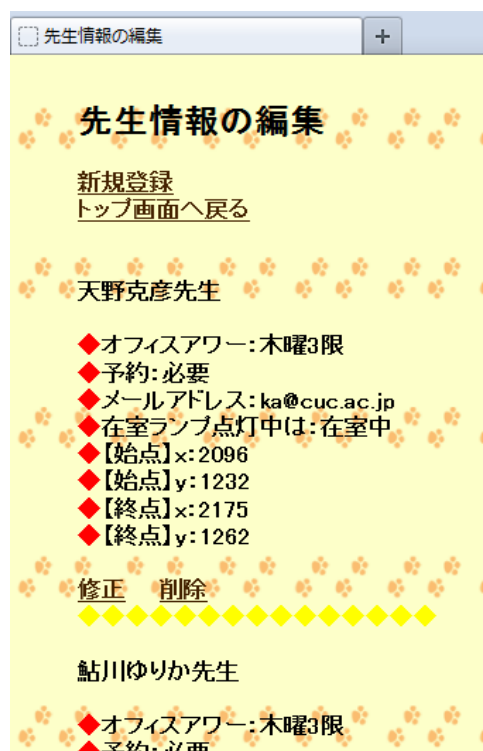 先生情報の編集
+
先生情報の編集
新規登録
トップ画面へ戻る
天野克彦先生
◆オフィスアワー:木曜3限
◆予約:必要
◆メールアドレス:ka@cuc.ac.jp
◆在室ランプ点灯中は:在室中
◆【始点】x:2096
◆【始点】y:1232
◆【終点】x:2175
◆【終点】y:1262
修正 削除
◆◆◆◆◆◆◆◆◆◆◆◆◆◆◆
鮎川ゆりか先生
◆オフィスアワー:木曜3限
◆予約:必要